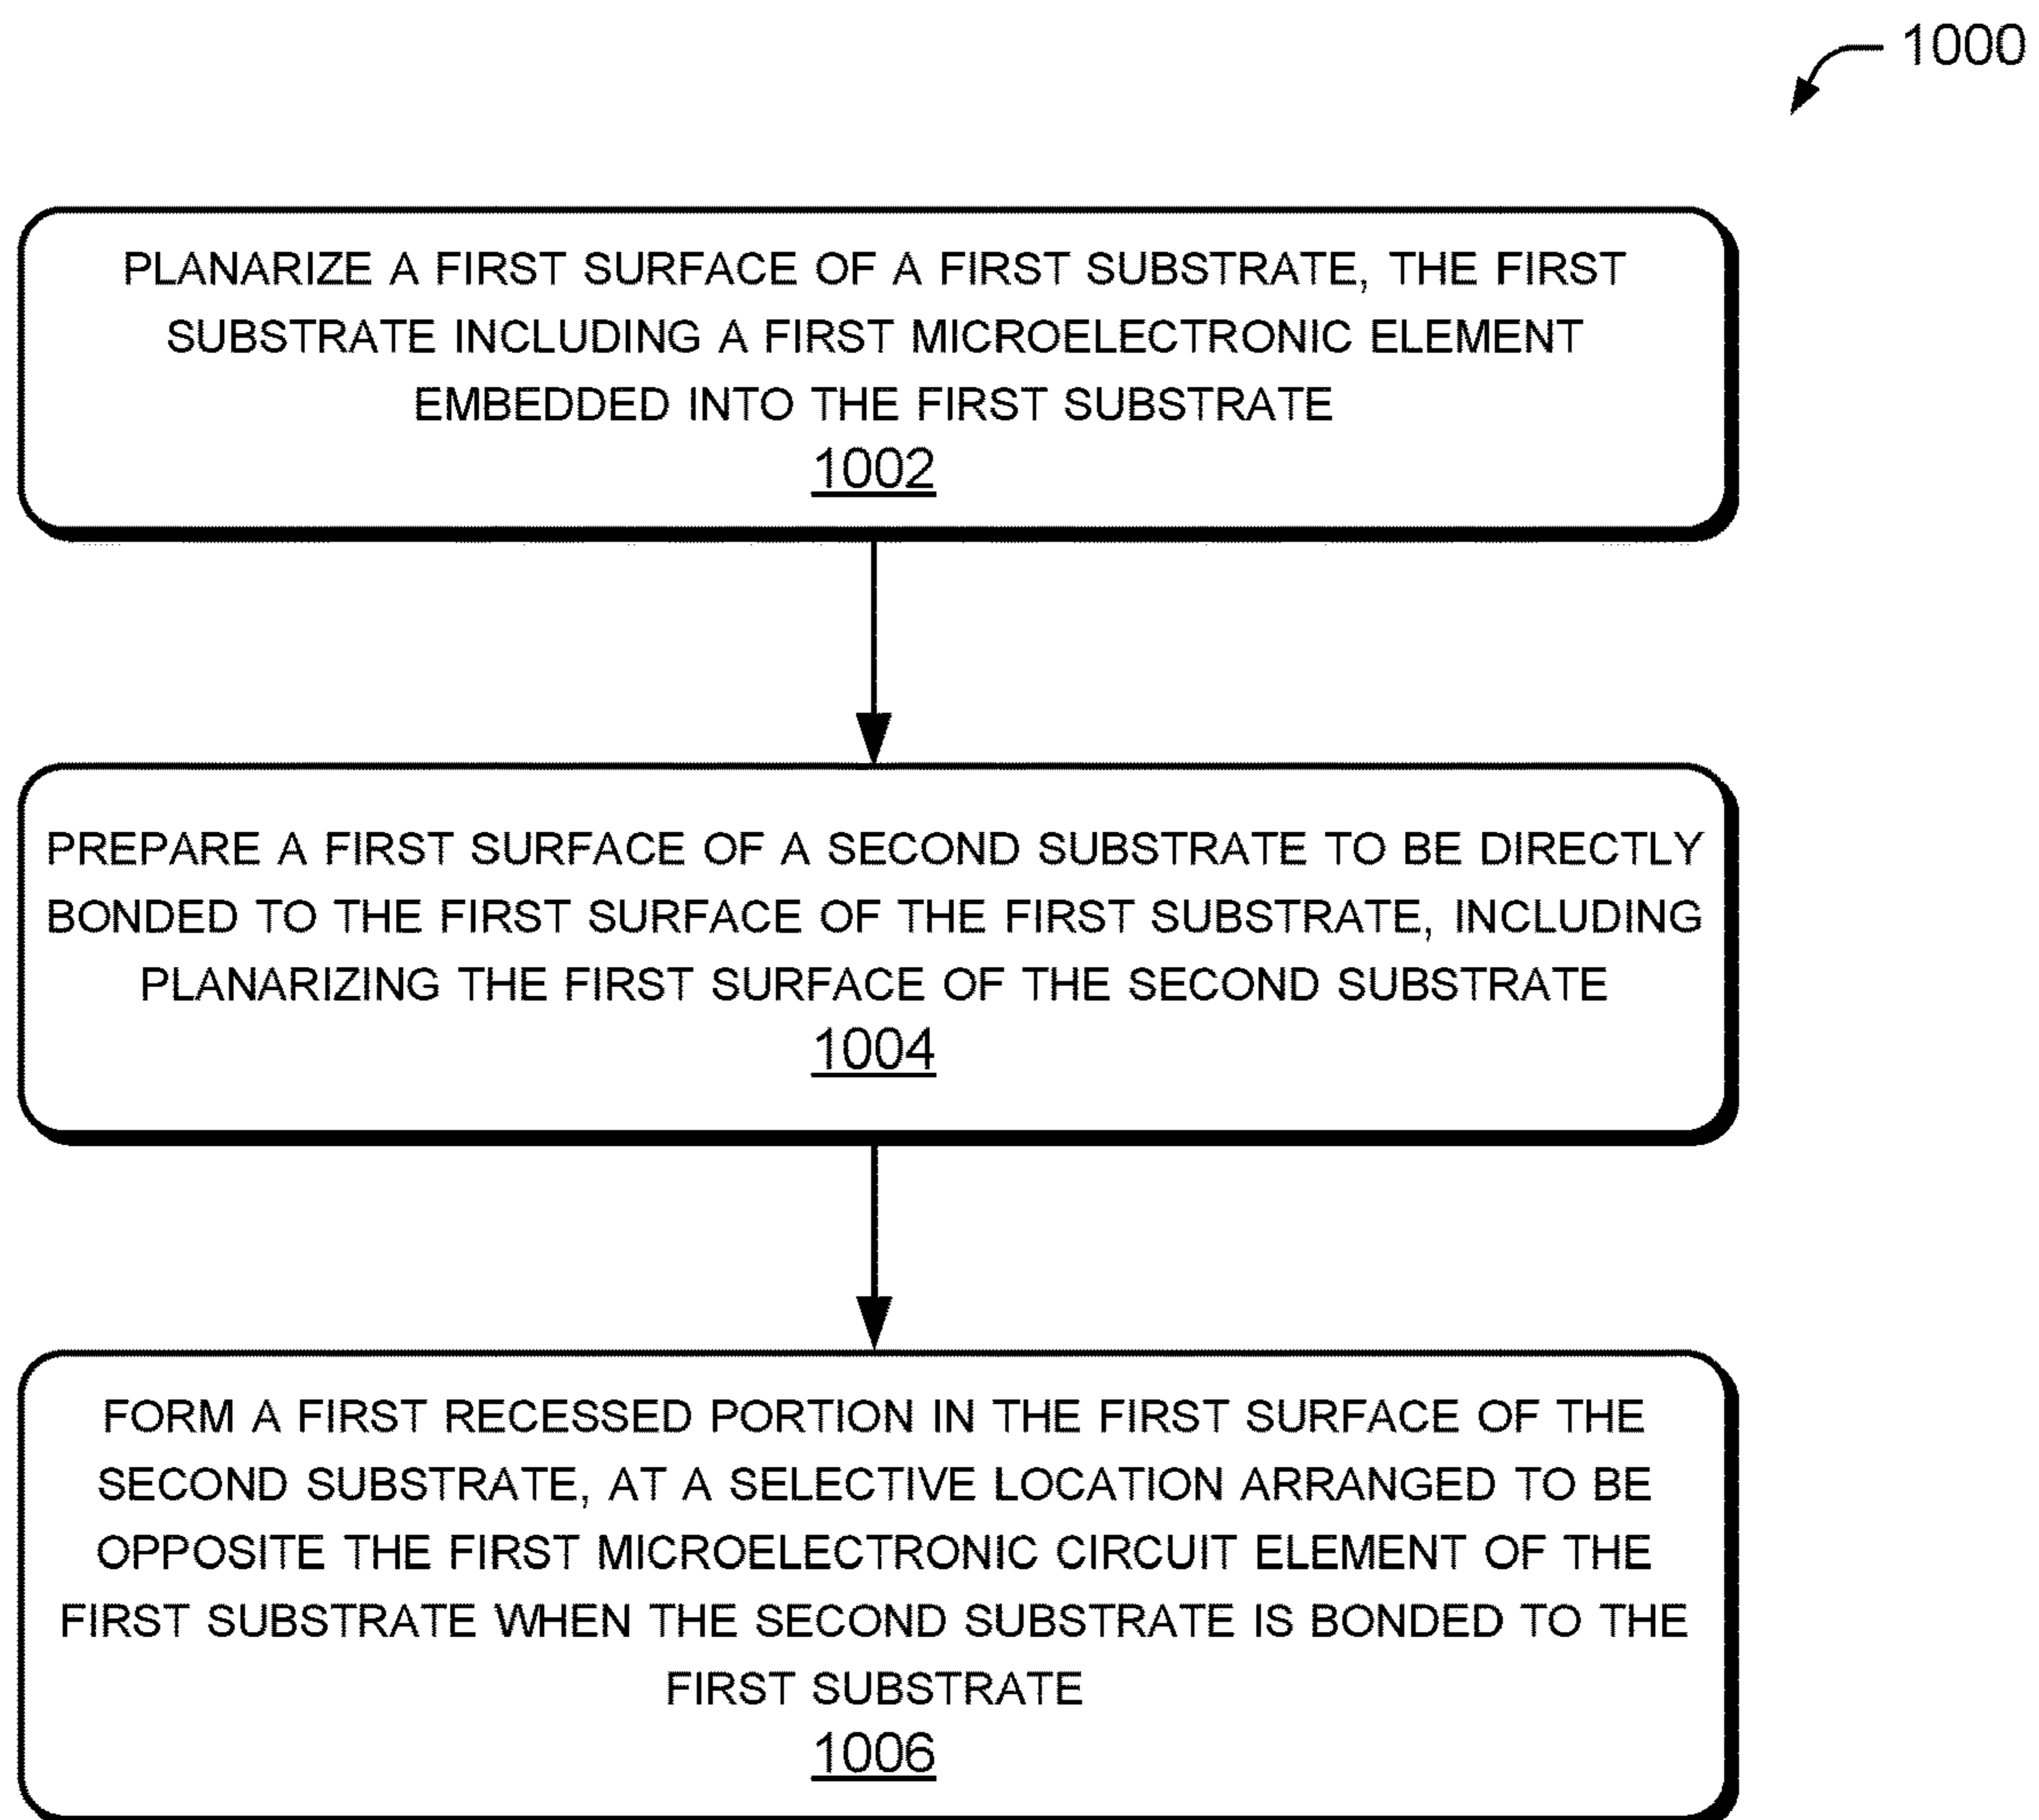 1000
PLANARIZE A FIRST SURFACE OF A FIRST SUBSTRATE, THE FIRST
SUBSTRATE INCLUDING A FIRST MICROELECTRONIC ELEMENT
EMBEDDED INTO THE FIRST SUBSTRATE
1002
PREPARE A FIRST SURFACE OF A SECOND SUBSTRATE TO BE DIRECTLY
BONDED TO THE FIRST SURFACE OF THE FIRST SUBSTRATE, INCLUDING
PLANARIZING THE FIRST SURFACE OF THE SECOND SUBSTRATE
1004
FORM A FIRST RECESSED PORTION IN THE FIRST SURFACE OF THE
SECOND SUBSTRATE, AT A SELECTIVE LOCATION ARRANGED TO BE
OPPOSITE THE FIRST MICROELECTRONIC CIRCUIT ELEMENT OF THE
FIRST SUBSTRATE WHEN THE SECOND SUBSTRATE IS BONDED TO THE
FIRST SUBSTRATE
1006